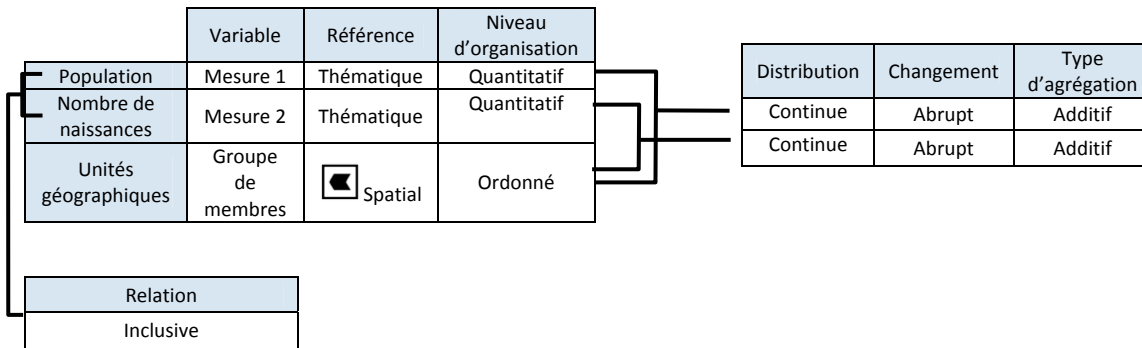 Variable Référence Niveau d'organisation
Population Mesure 1 Thématique Quantitatif
Nombre de naissances Mesure 2 Thématique Quantitatif
Unités géographiques Groupe de membres Spatial Ordonné
Distribution Changement Type d'agrégation
Continue Abrupt Additif
Continue Abrupt Additif
Relation
Inclusive